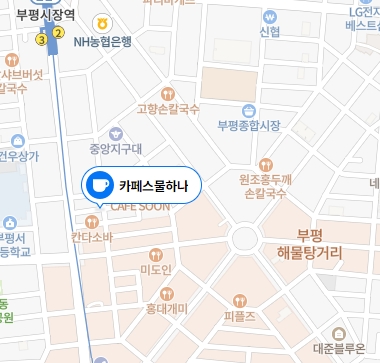 부평시장역
3
2
NH농협은행
신협
LG전자
베스트샵
샤브버섯
칼국수
고향손칼국수
부평종합시장
중앙지구대
건우상가
카페스물하나
CAFE SOON
원조홍두깨
손칼국수
칸다소바
부평서
등학교
부평
해물탕거리
미도인
홍대개미
피플즈
대준블루온